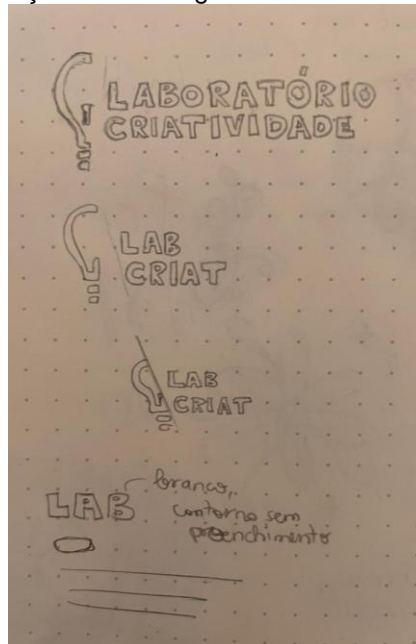 LABORATÓRIO
CRIATIVIDADE
LAB
CRIAT
LAB
CRIAT
LAB
branco,
contorno sem
preenchimento